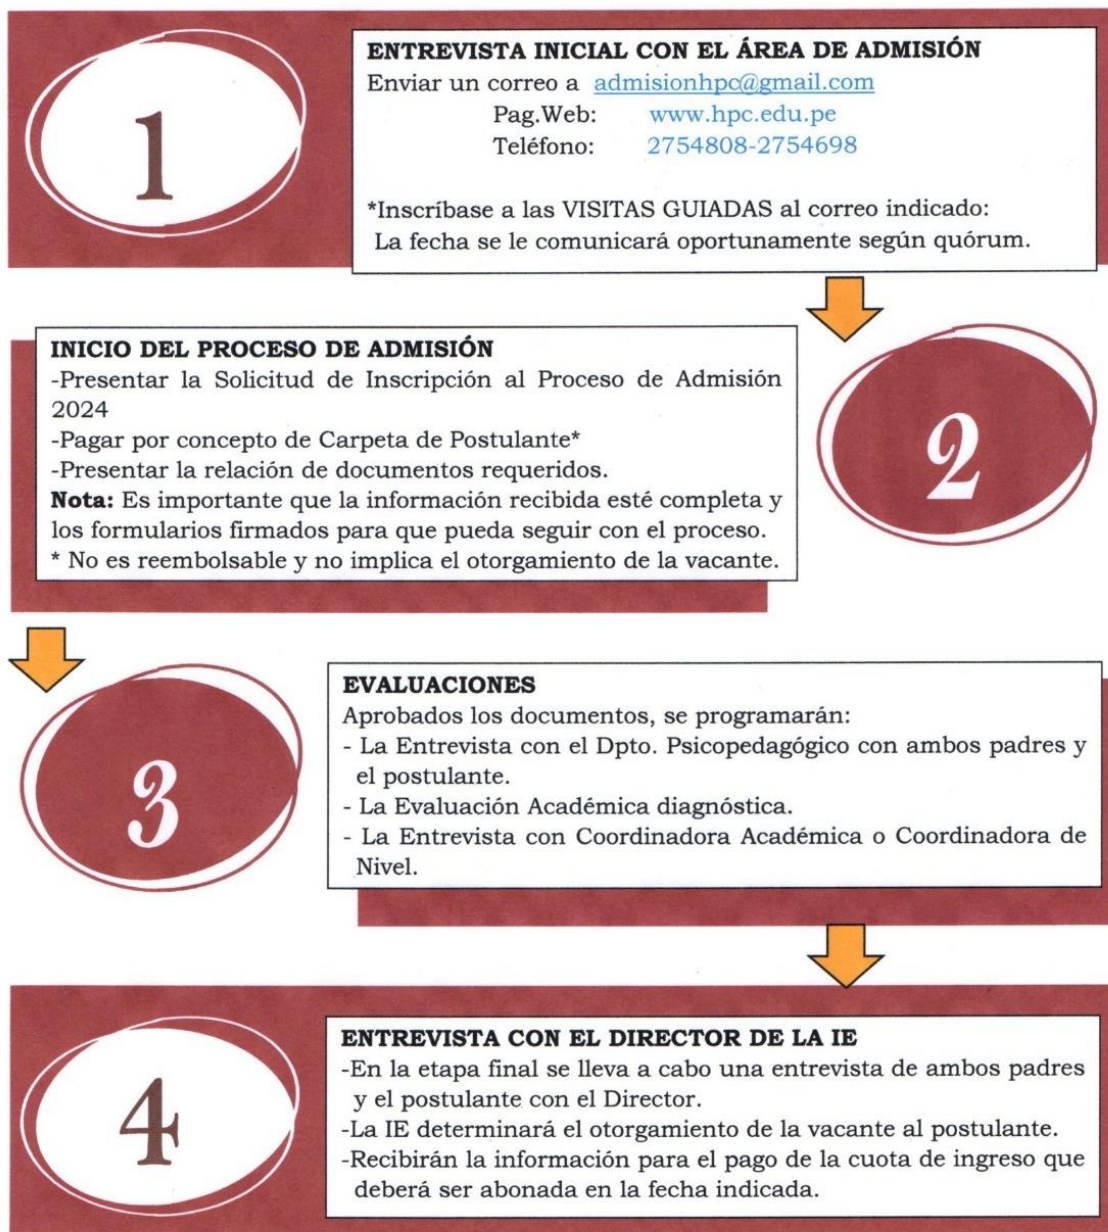 1
ENTREVISTA INICIAL CON EL ÁREA DE ADMISIÓN
Enviar un correo a admisionhpc@gmail.com
Pag.Web: www.hpc.edu.pe
Teléfono: 2754808-2754698
*Inscríbase a las VISITAS GUIADAS al correo indicado:
La fecha se le comunicará oportunamente según quórum.
INICIO DEL PROCESO DE ADMISIÓN
-Presentar la Solicitud de Inscripción al Proceso de Admisión
2024
-Pagar por concepto de Carpeta de Postulante*
-Presentar la relación de documentos requeridos.
Nota: Es importante que la información recibida esté completa y
los formularios firmados para que pueda seguir con el proceso.
* No es reembolsable y no implica el otorgamiento de la vacante.
2
3
EVALUACIONES
Aprobados los documentos, se programarán:
- La Entrevista con el Dpto. Psicopedagógico con ambos padres y
el postulante.
- La Evaluación Académica diagnóstica.
- La Entrevista con Coordinadora Académica o Coordinadora de
Nivel.
4
ENTREVISTA CON EL DIRECTOR DE LA IE
-En la etapa final se lleva a cabo una entrevista de ambos padres
y el postulante con el Director.
-La IE determinará el otorgamiento de la vacante al postulante.
-Recibirán la información para el pago de la cuota de ingreso que
deberá ser abonada en la fecha indicada.